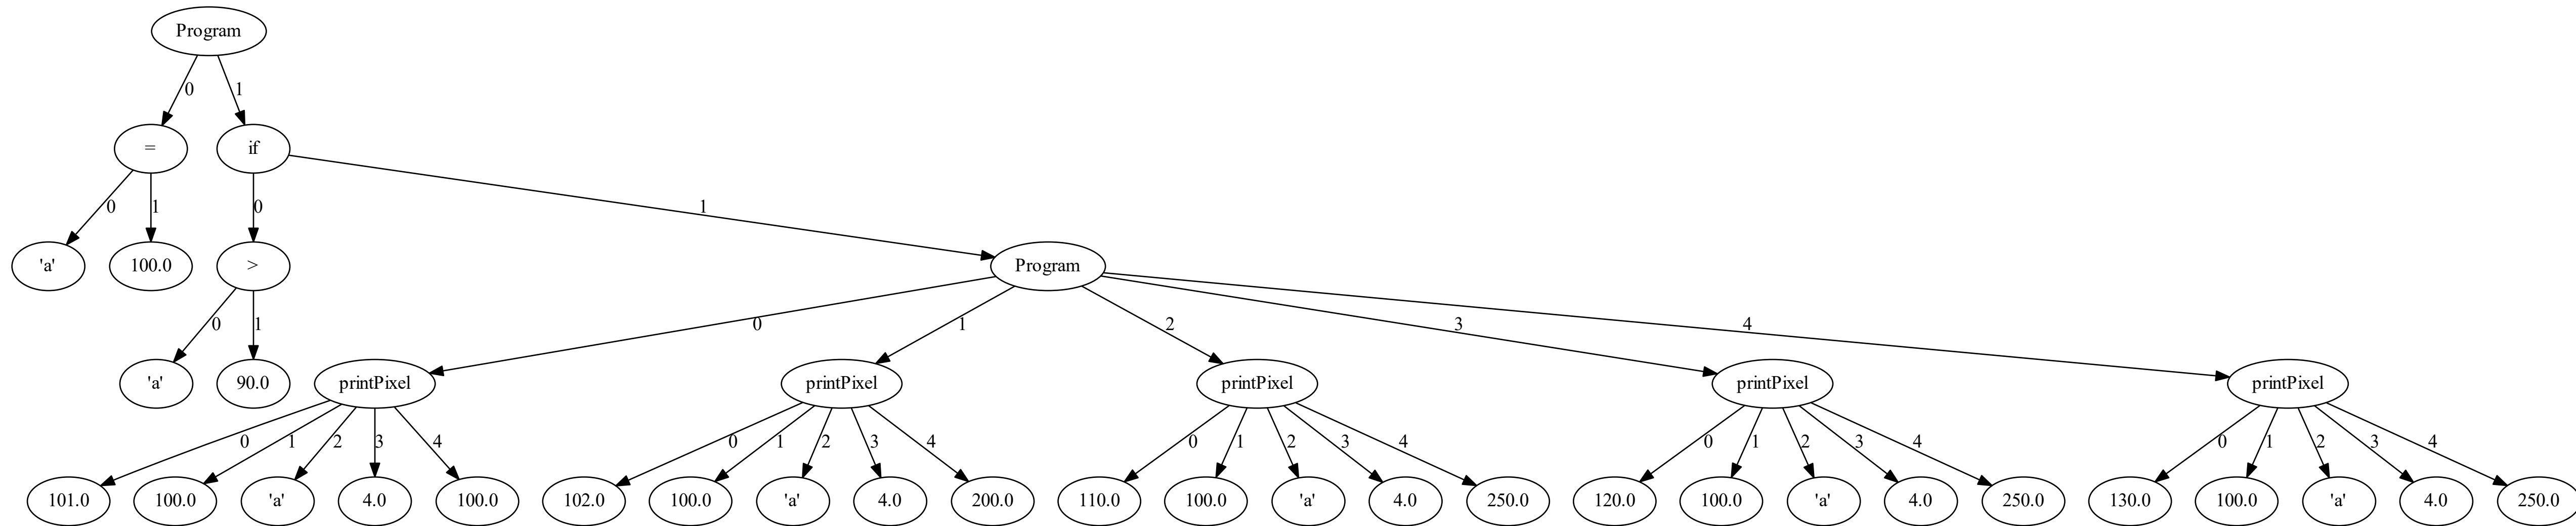 Program
0 1
= if
0 1 0 1
'a' 100.0 > Program
0 1 0 1 2 3 4
'a' 90.0 printPixel printPixel printPixel printPixel printPixel
0 1 2 3 4 0 1 2 3 4 0 1 2 3 4 0 1 2 3 4 0 1 2 3 4
101.0 100.0 'a' 4.0 100.0 102.0 100.0 'a' 4.0 200.0 110.0 100.0 'a' 4.0 250.0 120.0 100.0 'a' 4.0 250.0 130.0 100.0 'a' 4.0 250.0